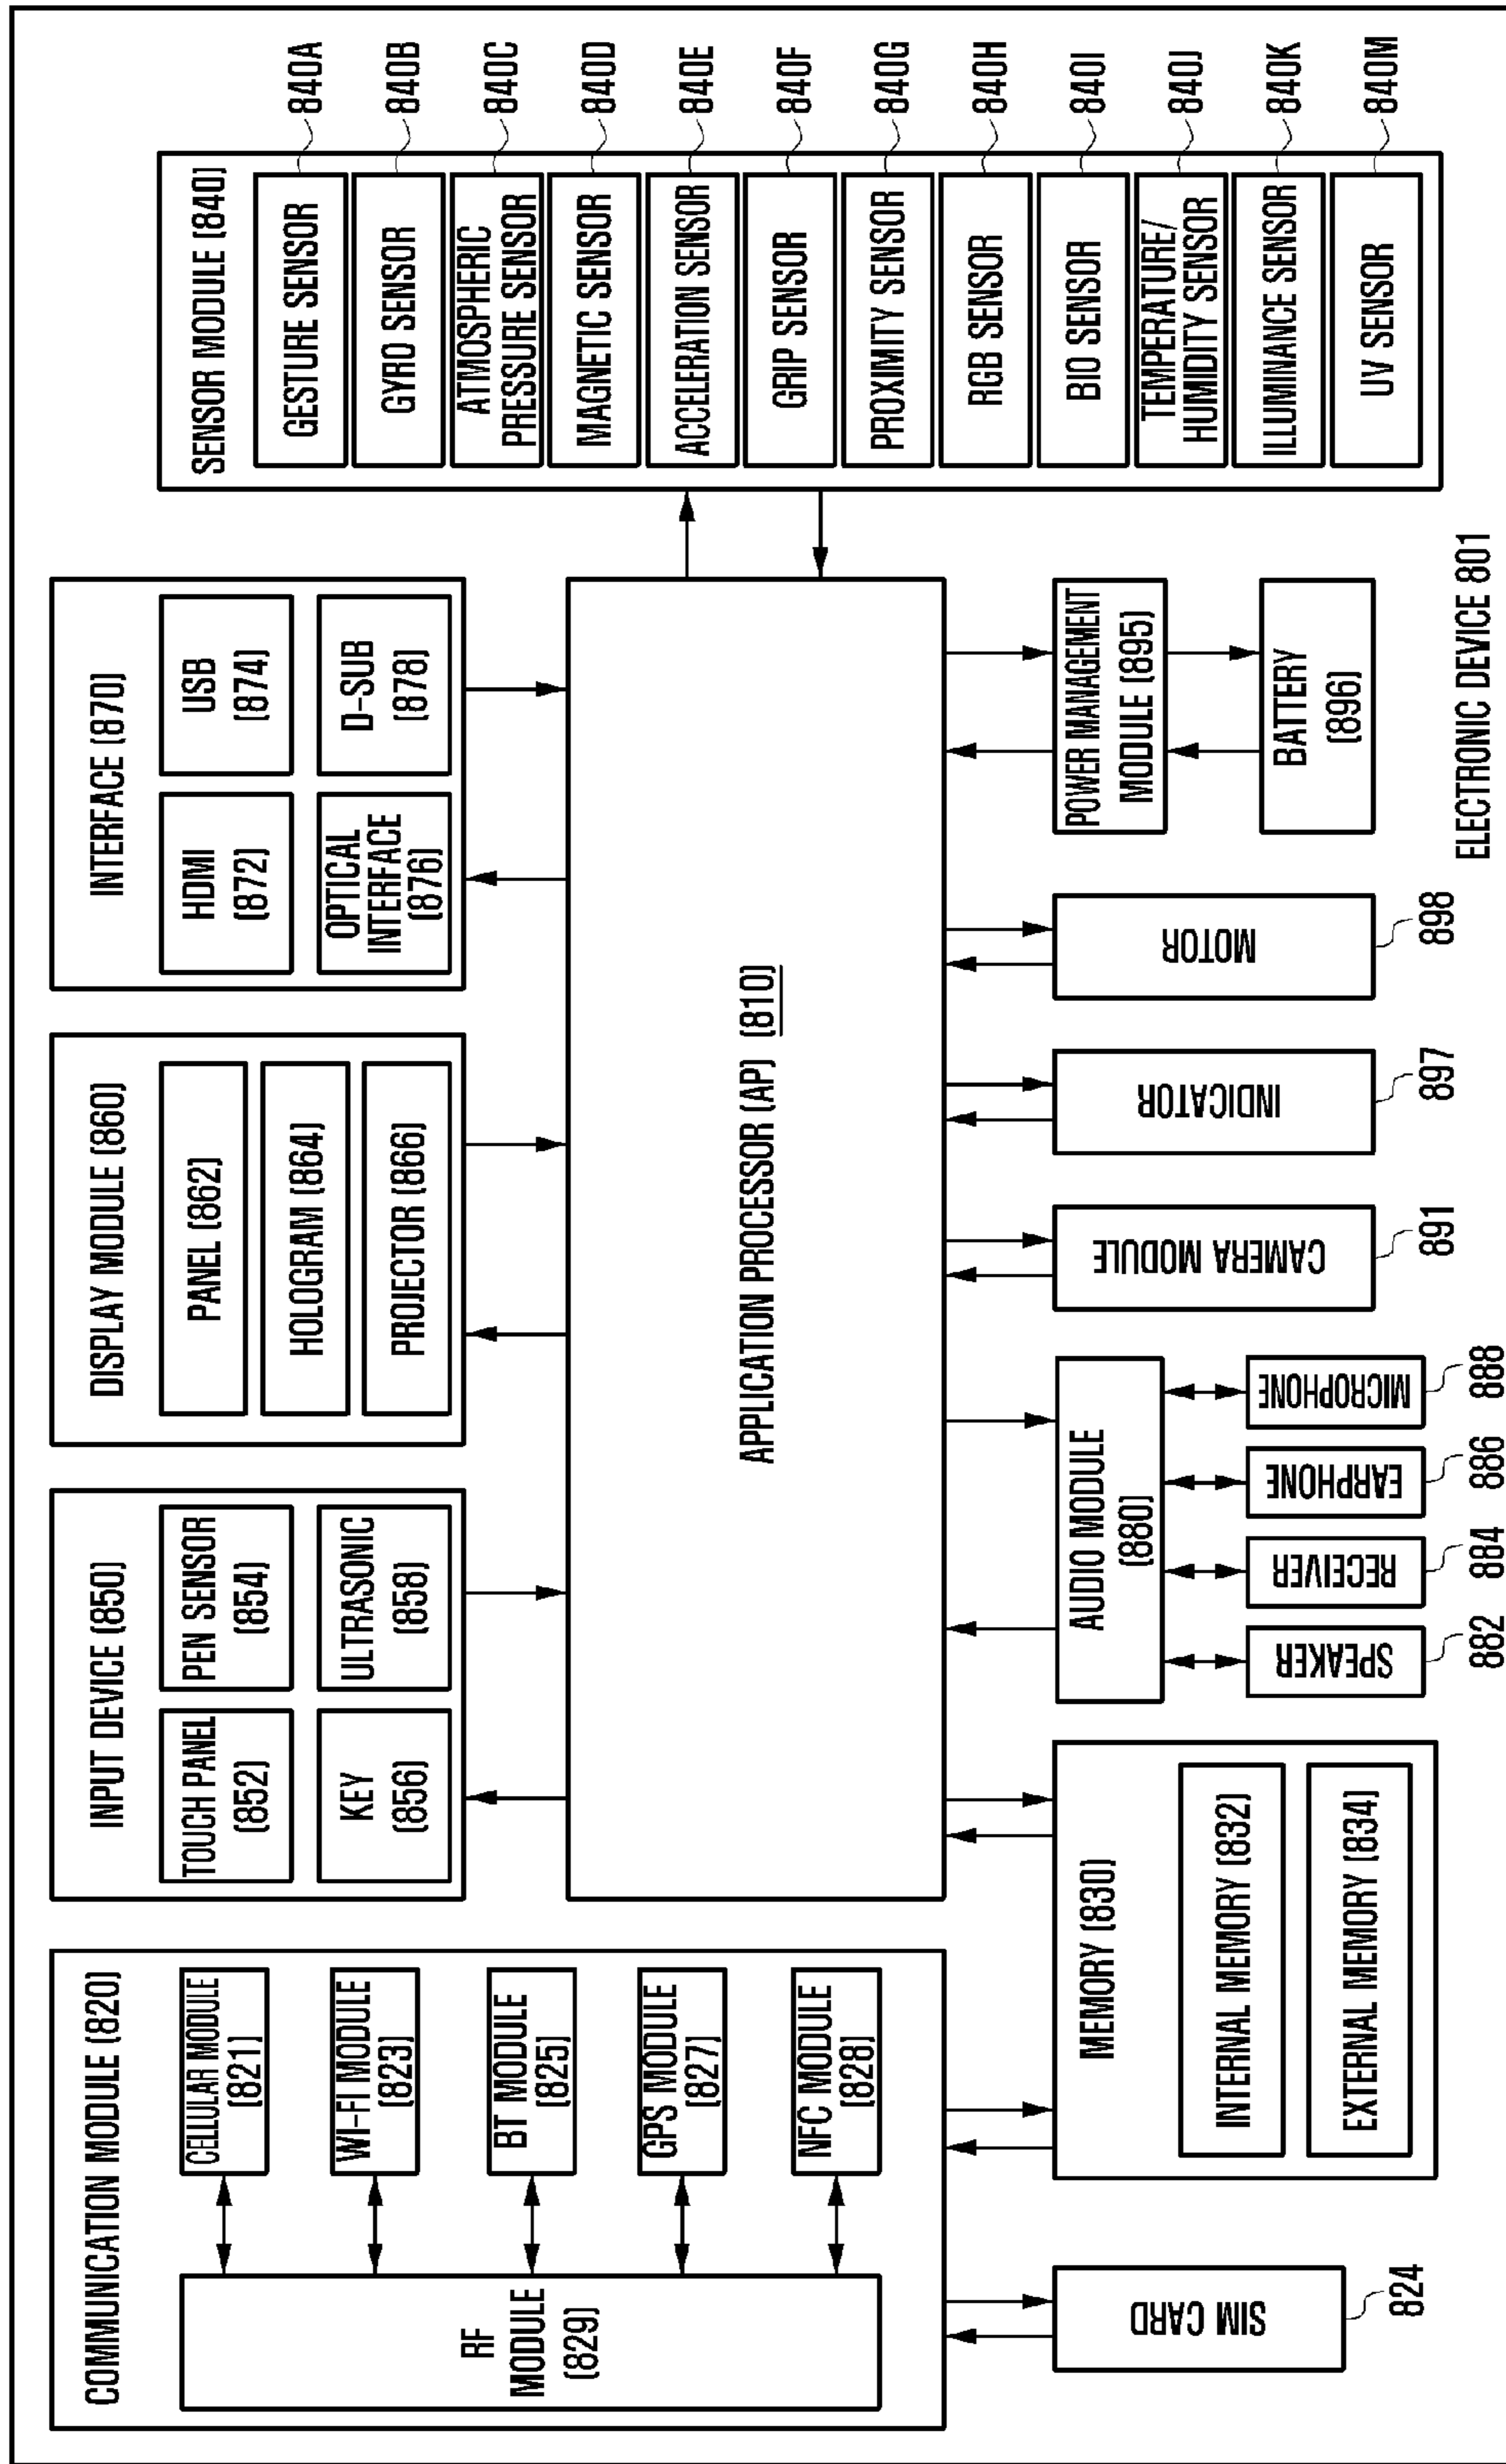 COMMUNICATION MODULE (820)
RF
MODULE
(829)
CELLULAR MODULE
(821)
WI-FI MODULE
(823)
BT MODULE
(825)
GPS MODULE
(827)
NFC MODULE
(828)
INPUT DEVICE (850)
TOUCH PANEL
(852)
PEN SENSOR
(854)
KEY
(856)
ULTRASONIC
(858)
DISPLAY MODULE (860)
PANEL (862)
HOLOGRAM (864)
PROJECTOR (866)
INTERFACE (870)
HDMI
(872)
USB
(874)
OPTICAL
INTERFACE
(876)
D-SUB
(878)
SENSOR MODULE (840)
GESTURE SENSOR
840A
GYRO SENSOR
840B
ATMOSPHERIC
PRESSURE SENSOR
840C
MAGNETIC SENSOR
840D
ACCELERATION SENSOR
840E
GRIP SENSOR
840F
PROXIMITY SENSOR
840G
RGB SENSOR
840H
BIO SENSOR
840I
TEMPERATURE/
HUMIDITY SENSOR
840J
ILLUMINANCE SENSOR
840K
UV SENSOR
840M
APPLICATION PROCESSOR (AP) (810)
SIM CARD
824
MEMORY (830)
INTERNAL MEMORY (832)
EXTERNAL MEMORY (834)
AUDIO MODULE
(880)
SPEAKER
882
RECEIVER
884
EARPHONE
886
MICROPHONE
888
CAMERA MODULE
891
INDICATOR
897
MOTOR
898
POWER MANAGEMENT
MODULE (895)
BATTERY
(896)
ELECTRONIC DEVICE 801